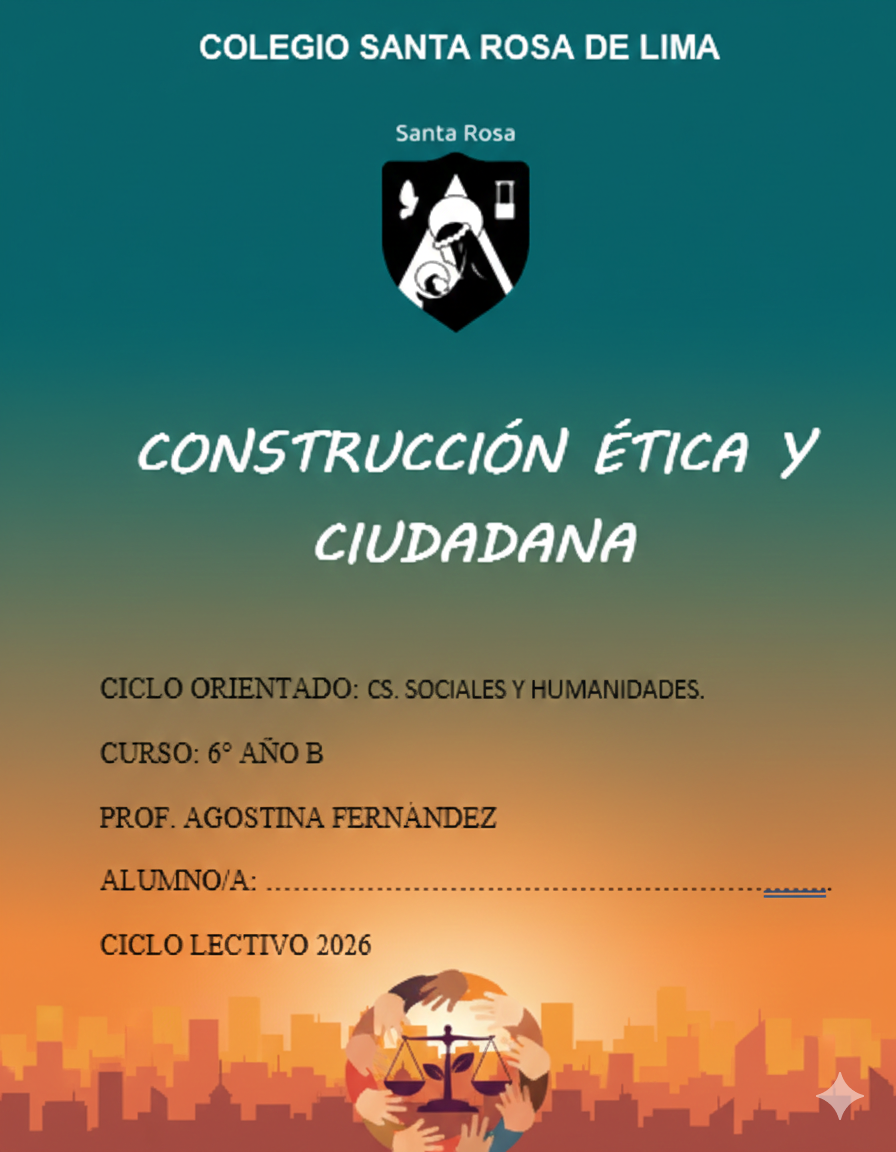 COLEGIO SANTA ROSA DE LIMA
Santa Rosa
CONSTRUCCIÓN ÉTICA Y
CIUDADANA
CICLO ORIENTADO: CS. SOCIALES Y HUMANIDADES.
CURSO: 6° AÑO B
PROF. AGOSTINA FERNÁNDEZ
ALUMNO/A: ..........................................................................
CICLO LECTIVO 2026